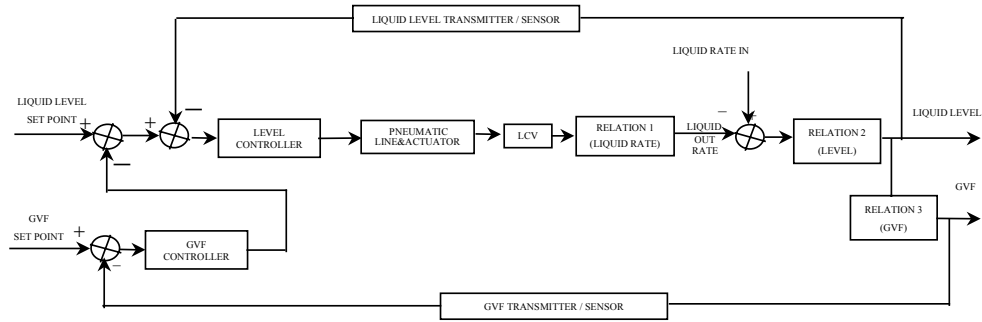 LIQUID LEVEL TRANSMITTER / SENSOR
LIQUID RATE IN
LIQUID LEVEL
SET POINT
+
−
+
−
LEVEL
CONTROLLER
PNEUMATIC
LINE&ACTUATOR
LCV
RELATION 1
(LIQUID RATE)
LIQUID
OUT
RATE
−
+
RELATION 2
(LEVEL)
LIQUID LEVEL
−
GVF
SET POINT
+
−
GVF
CONTROLLER
RELATION 3
(GVF)
GVF
GVF TRANSMITTER / SENSOR